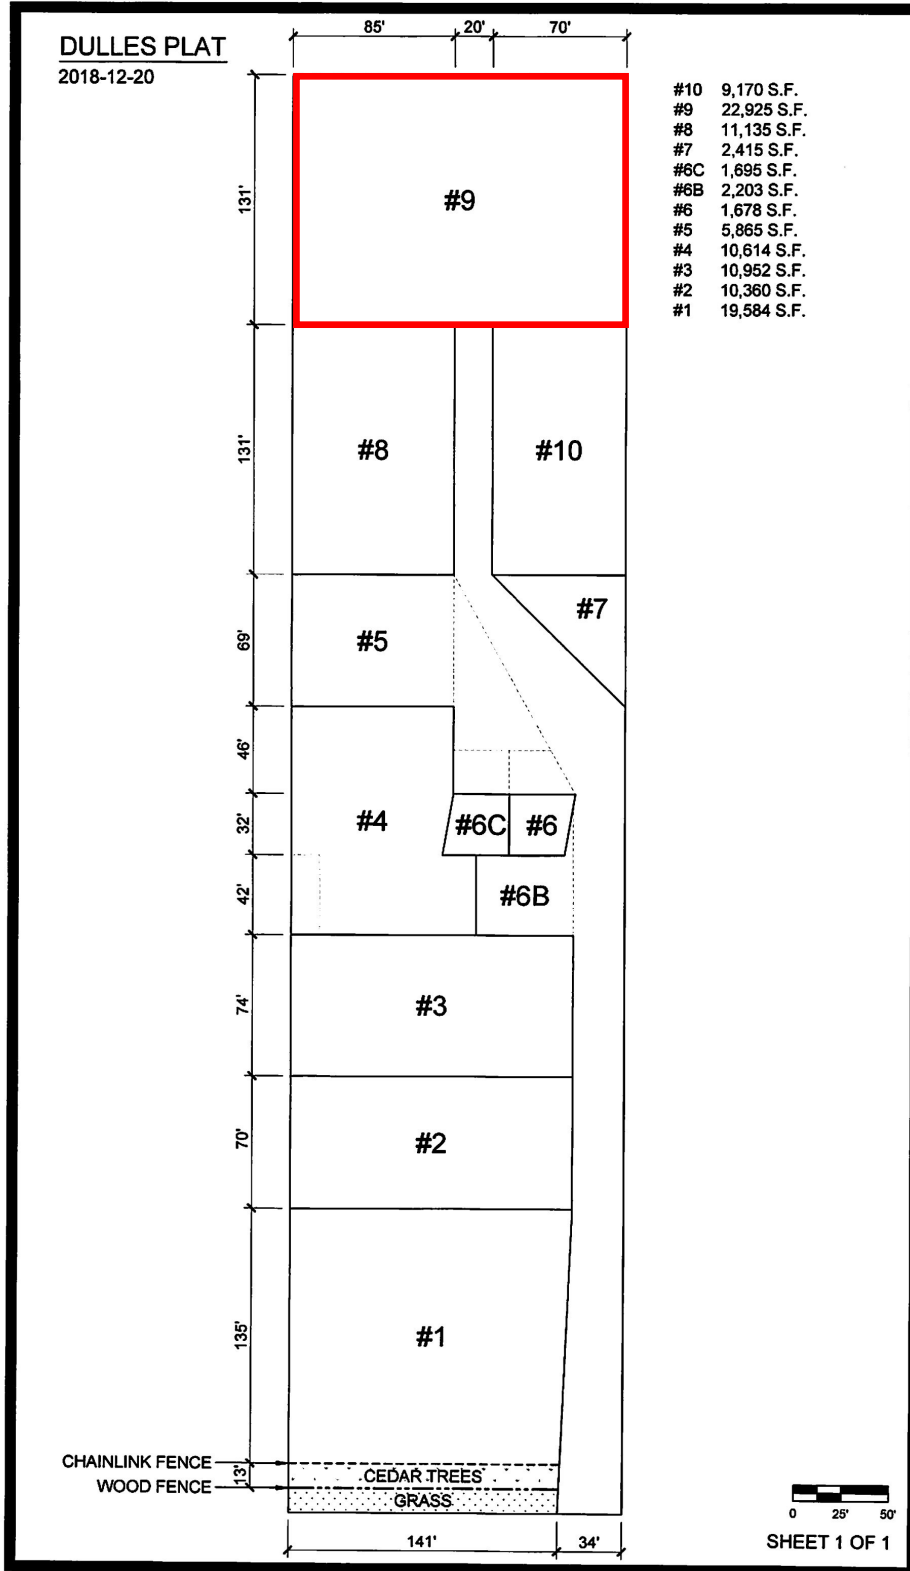 85' 20' 70'
DULLES PLAT
2018-12-20
#10 9,170 S.F.
#9 22,925 S.F.
#8 11,135 S.F.
#7 2,415 S.F.
#6C 1,695 S.F.
#6B 2,203 S.F.
#6 1,678 S.F.
#5 5,865 S.F.
#4 10,614 S.F.
#3 10,952 S.F.
#2 10,360 S.F.
#1 19,584 S.F.
131'
#9
131'
#8
#10
69'
#5
#7
46'
32'
#4
#6C
#6
42'
#6B
74'
#3
70'
#2
135'
#1
CHAINLINK FENCE
13'
CEDAR TREES
WOOD FENCE
GRASS
0 25' 50'
141' 34'
SHEET 1 OF 1